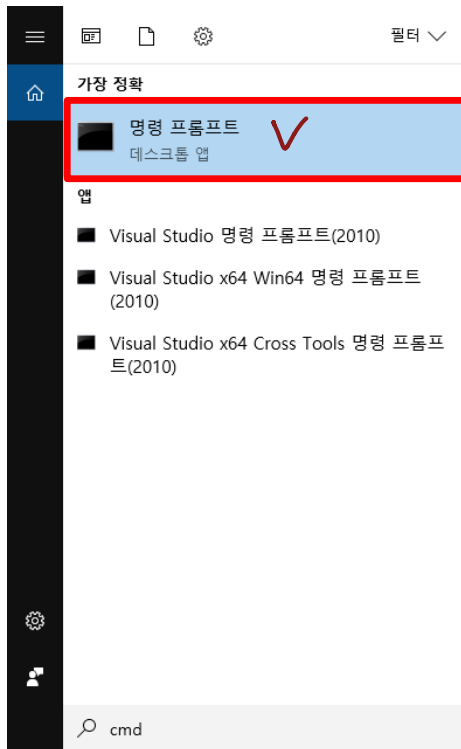 필터
가장 정확
명령 프롬프트
데스크톱 앱
앱
Visual Studio 명령 프롬프트(2010)
Visual Studio x64 Win64 명령 프롬프트
(2010)
Visual Studio x64 Cross Tools 명령 프롬프
트(2010)
cmd